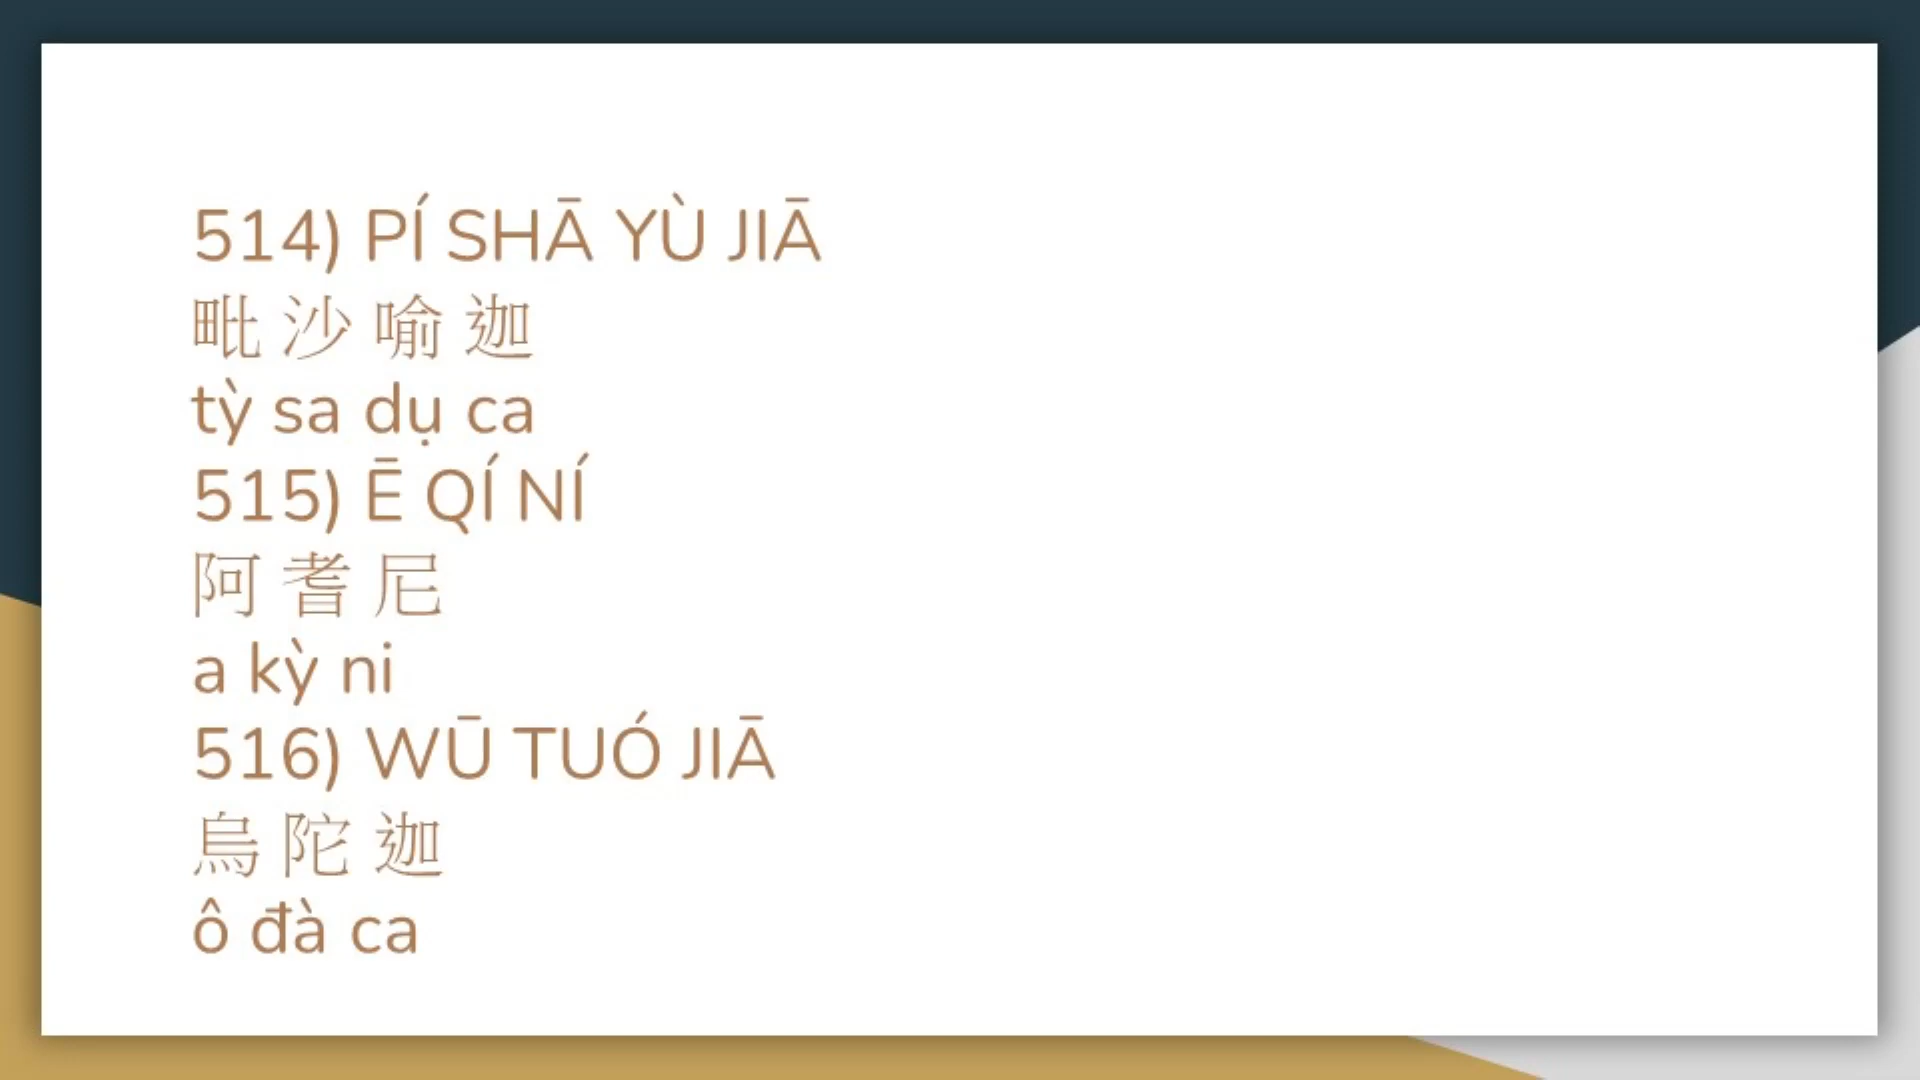 514) PÍ SHĀ YÙ JIĀ
毗 沙 喻 迦
tỳ sa dụ ca
515) Ē QÍ NÍ
阿 耆 尼
a kỳ ni
516) WŪ TUÓ JIĀ
烏 陀 迦
ô đà ca